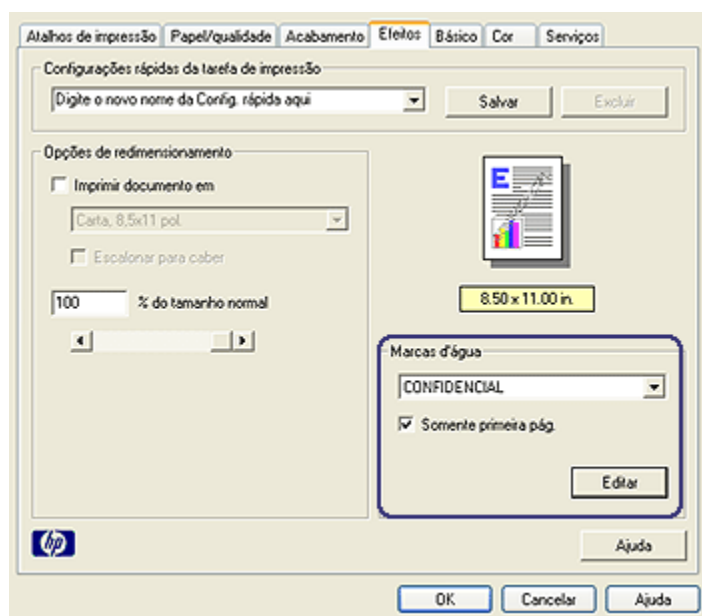 Atalhos de impressão Papel/qualidade Acabamento Efeitos Básico Cor Serviços
Configurações rápidas da tarefa de impressão
Digite o novo nome da Config. rápida aqui Salvar Excluir
Opções de redimensionamento
Imprimir documento em
Carta, 8,5x11 pol.
Escalonar para caber
100 % do tamanho normal
E
8.50 x 11.00 in.
Marcas d'água
CONFIDENCIAL
Somente primeira pág.
Editar
hp
Ajuda
OK Cancelar Ajuda